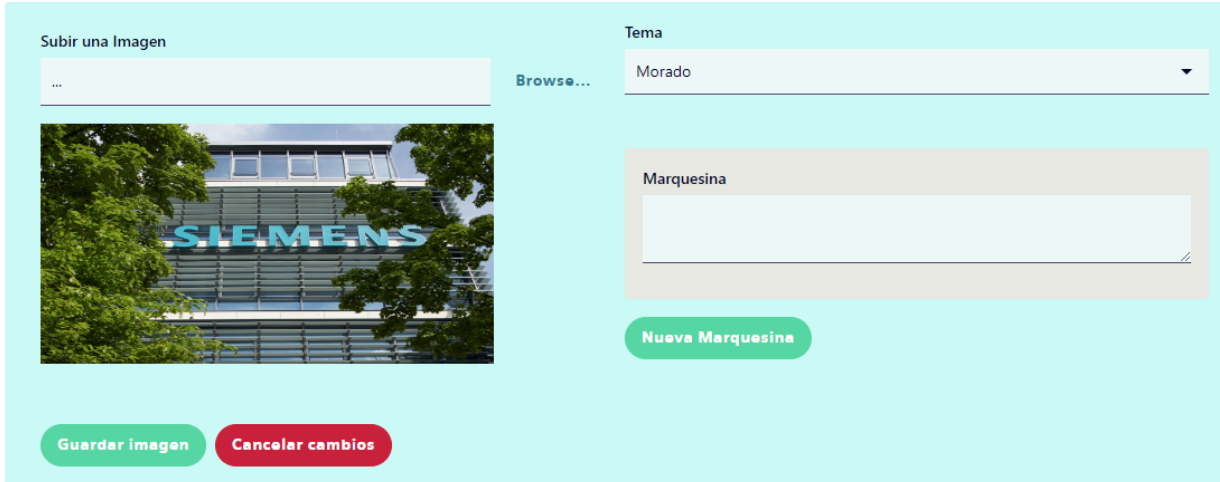 Subir una Imagen
...
Browse...
SIEMENS
Guardar imagen
Cancelar cambios
Tema
Morado
Marquesina
Nueva Marquesina